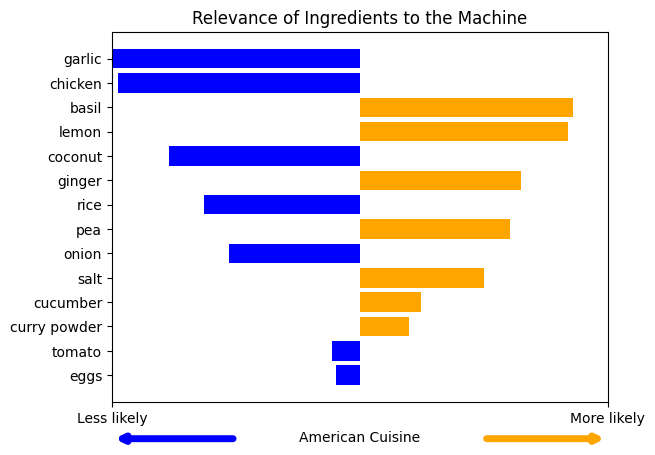 Relevance of Ingredients to the Machine
garlic
chicken
basil
lemon
coconut
ginger
rice
pea
onion
salt
cucumber
curry powder
tomato
eggs
Less likely
More likely
American Cuisine